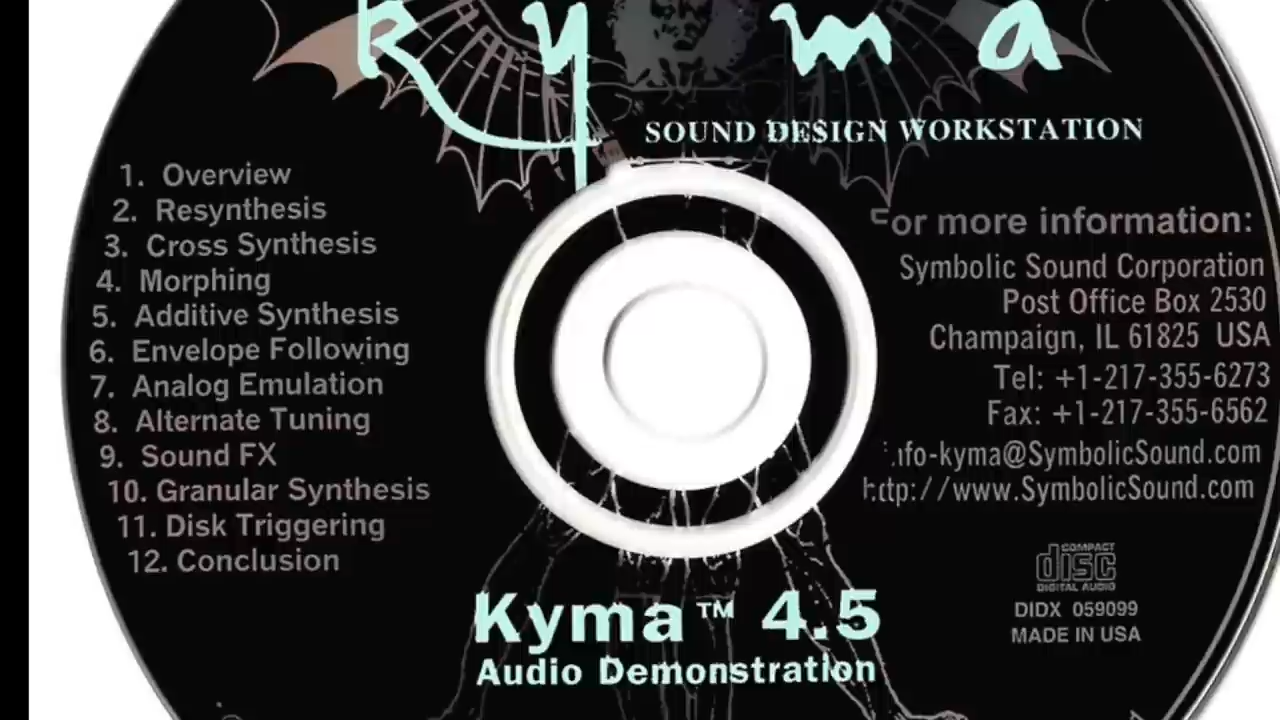 kyma
SOUND DESIGN WORKSTATION
1. Overview
2. Resynthesis
3. Cross Synthesis
4. Morphing
5. Additive Synthesis
6. Envelope Following
7. Analog Emulation
8. Alternate Tuning
9. Sound FX
10. Granular Synthesis
11. Disk Triggering
12. Conclusion
For more information:
Symbolic Sound Corporation
Post Office Box 2530
Champaign, IL 61825 USA
Tel: +1-217-355-6273
Fax: +1-217-355-6562
info-kyma@SymbolicSound.com
http://www.SymbolicSound.com
COMPACT
disc
DIGITAL AUDIO
DIDX 059099
MADE IN USA
Kyma™ 4.5
Audio Demonstration